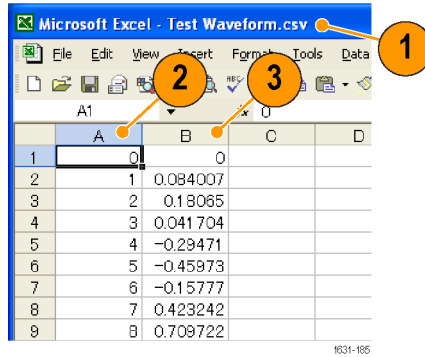 Microsoft Excel - Test Waveform.csv
1
File Edit View Insert Format Tools Data
2 3
A1 0
A B C D
1 0 0
2 1 0.084007
3 2 0.18065
4 3 0.041704
5 4 -0.29471
6 5 -0.45973
7 6 -0.15777
8 7 0.423242
9 8 0.709722
1631-185